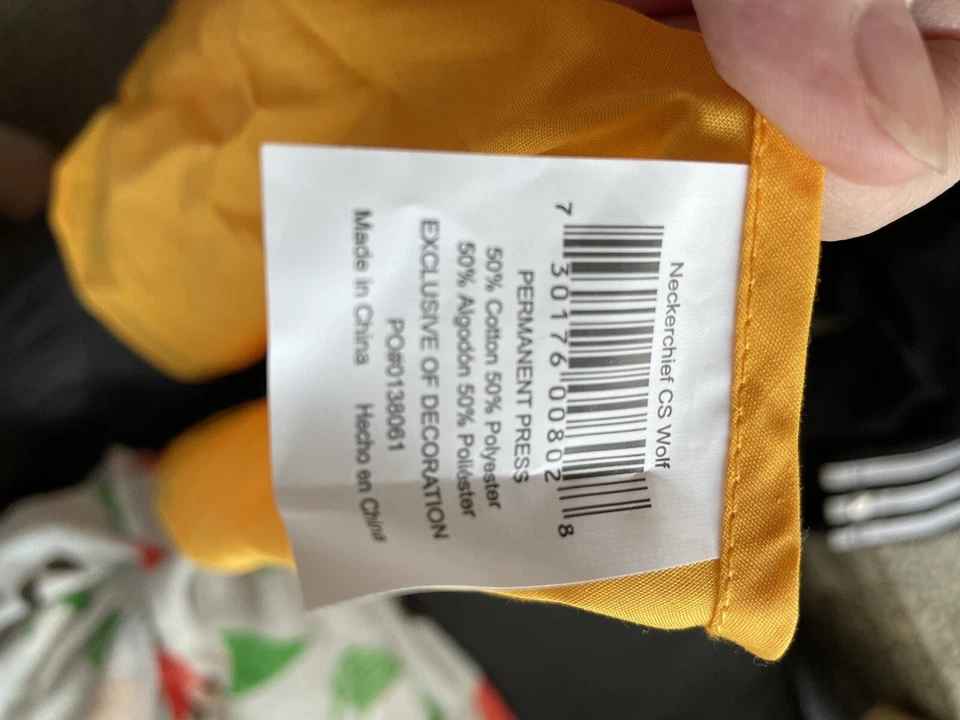 Neckerchief CS Wolf
7 30176 00802 8
PERMANENT PRESS
50% Cotton 50% Polyester
50% Algodón 50% Poliéster
EXCLUSIVE OF DECORATION
PO#0138061
Made in China Hecho en China